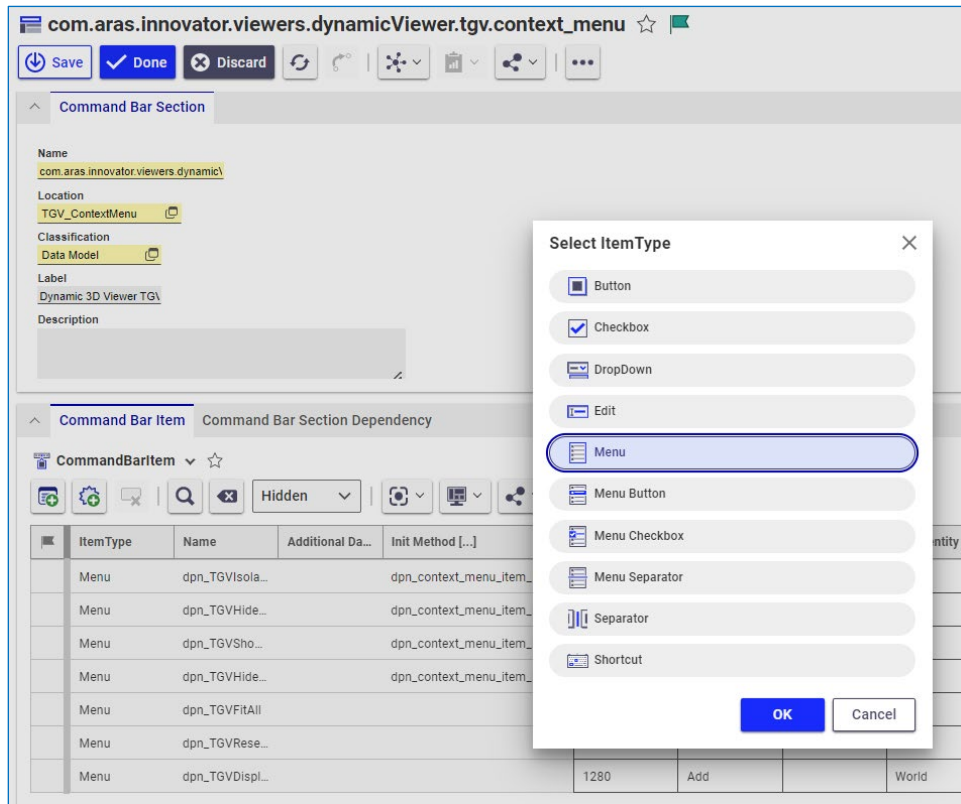 com.aras.innovator.viewers.dynamicViewer.tgv.context_menu
Save Done Discard
Command Bar Section
Name
com.aras.innovator.viewers.dynamic\
Location
TGV_ContextMenu
Classification
Data Model
Label
Dynamic 3D Viewer TG\
Description
Command Bar Item Command Bar Section Dependency
CommandBarItem
Hidden
ItemType Name Additional Da... Init Method [...] entity
Menu dpn_TGVIsola... dpn_context_menu_item_
Menu dpn_TGVHide... dpn_context_menu_item_
Menu dpn_TGVSho... dpn_context_menu_item_
Menu dpn_TGVHide... dpn_context_menu_item_
Menu dpn_TGVFitAll
Menu dpn_TGVRese...
Menu dpn_TGVDispl... 1280 Add World
Select ItemType
Button
Checkbox
DropDown
Edit
Menu
Menu Button
Menu Checkbox
Menu Separator
Separator
Shortcut
OK Cancel